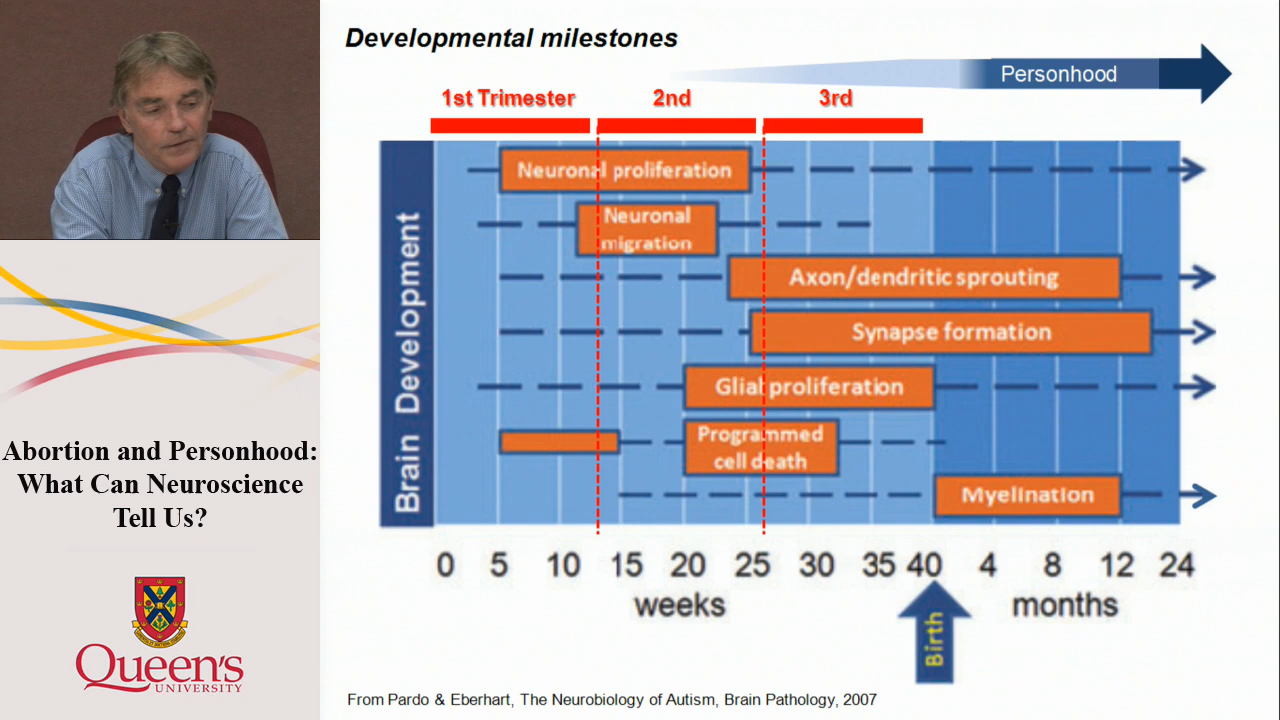 Developmental milestones
Personhood
1st Trimester
2nd
3rd
Brain Development
Neuronal proliferation
Neuronal
migration
Axon/dendritic sprouting
Synapse formation
Glial proliferation
Programmed
cell death
Myelination
0 5 10 15 20 25 30 35 40 4 8 12 24
weeks
months
Birth
From Pardo & Eberhart, The Neurobiology of Autism, Brain Pathology, 2007
Abortion and Personhood:
What Can Neuroscience
Tell Us?
Queen's
UNIVERSITY